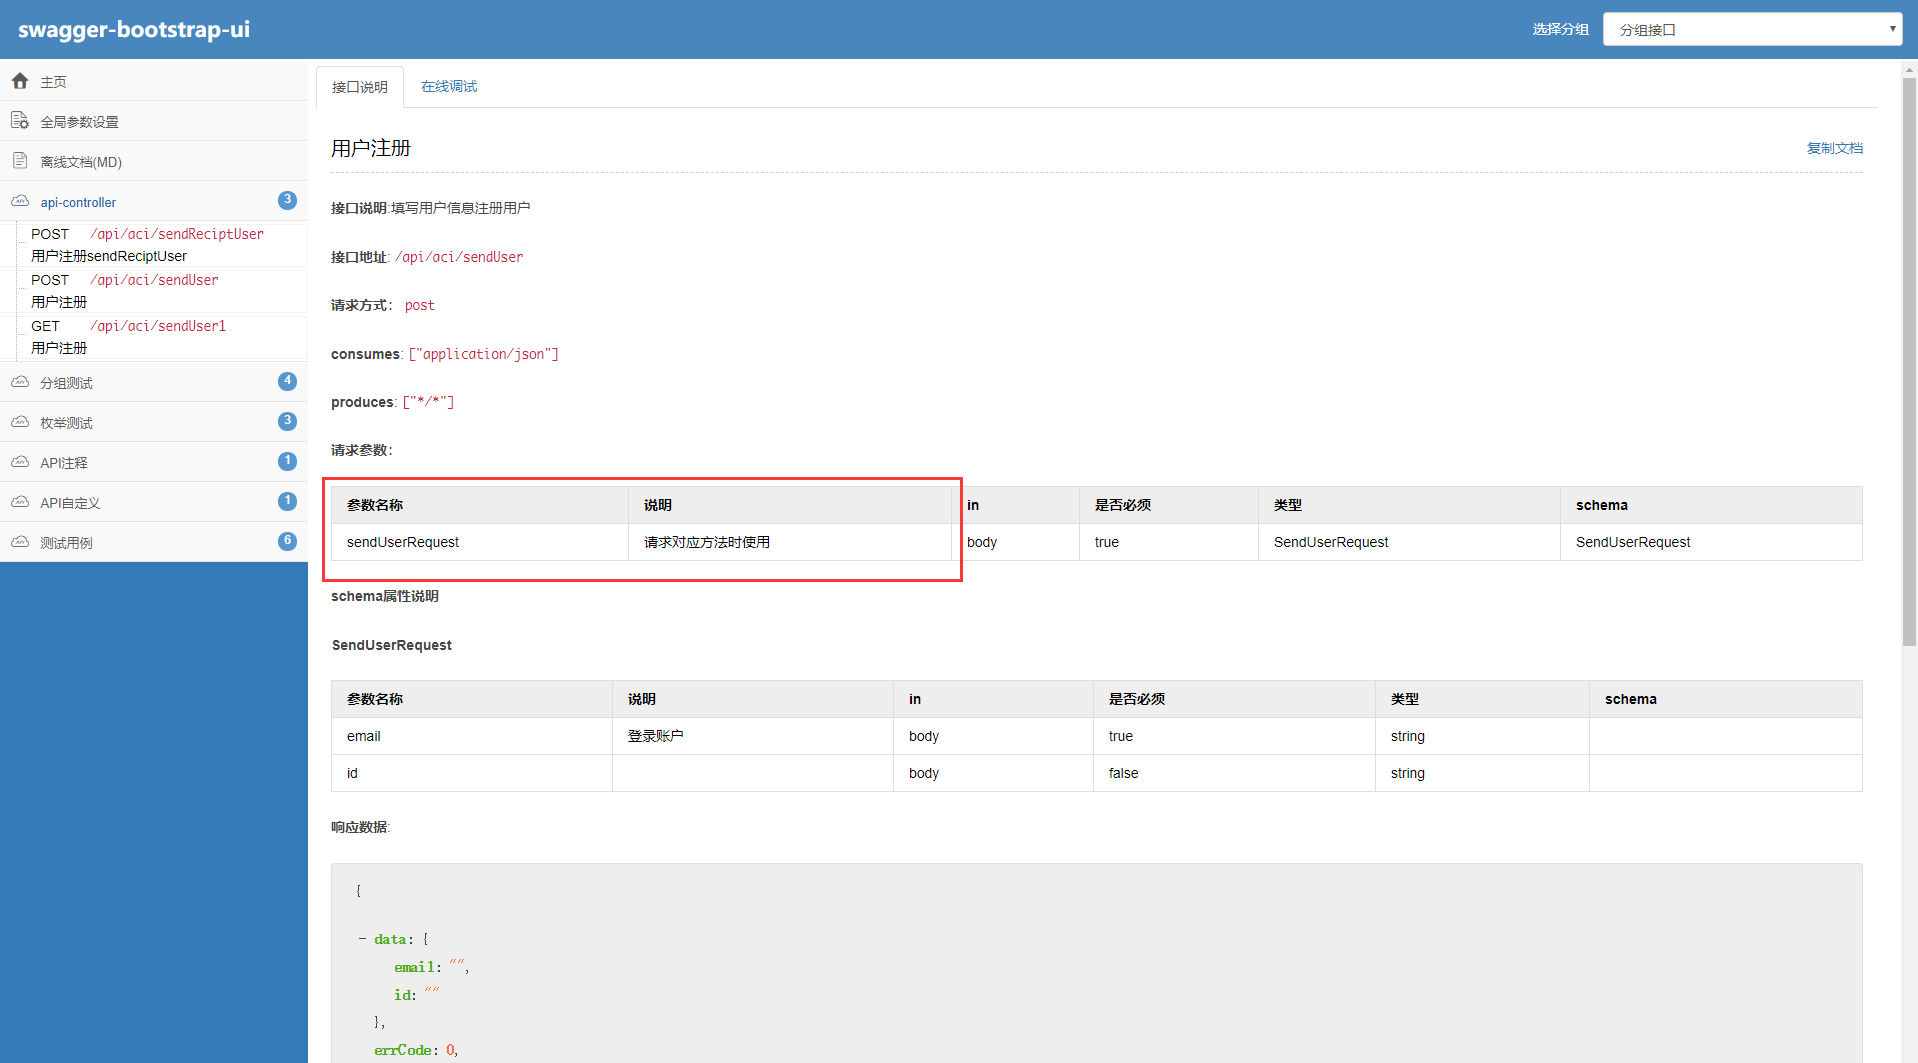 swagger-bootstrap-ui
选择分组 分组接口
主页
全局参数设置
离线文档(MD)
api-controller 3
POST /api/aci/sendReciptUser
用户注册sendReciptUser
POST /api/aci/sendUser
用户注册
GET /api/aci/sendUser1
用户注册
分组测试 4
枚举测试 3
API注释 1
API自定义 1
测试用例 6
接口说明 在线调试
用户注册 复制文档
接口说明:填写用户信息注册用户
接口地址: /api/aci/sendUser
请求方式： post
consumes: ["application/json"]
produces: ["*/*"]
请求参数：
参数名称 说明 in 是否必须 类型 schema
sendUserRequest 请求对应方法时使用 body true SendUserRequest SendUserRequest
schema属性说明
SendUserRequest
参数名称 说明 in 是否必须 类型 schema
email 登录账户 body true string
id body false string
响应数据:
{
− data: {
email: "",
id: ""
},
errCode: 0,